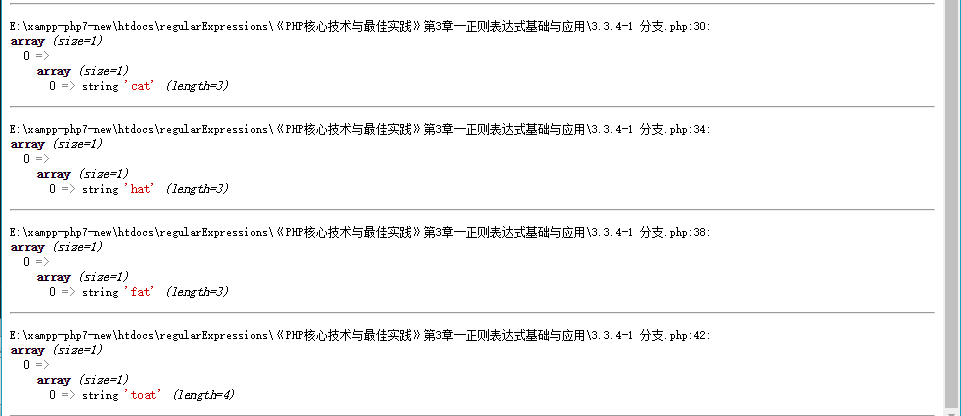 E:\xampp-php7-new\htdocs\regularExpressions\《PHP核心技术与最佳实践》第3章一正则表达式基础与应用\3.3.4-1 分支.php:30:
array (size=1)
0 =>
array (size=1)
0 => string 'cat' (length=3)
E:\xampp-php7-new\htdocs\regularExpressions\《PHP核心技术与最佳实践》第3章一正则表达式基础与应用\3.3.4-1 分支.php:34:
array (size=1)
0 =>
array (size=1)
0 => string 'hat' (length=3)
E:\xampp-php7-new\htdocs\regularExpressions\《PHP核心技术与最佳实践》第3章一正则表达式基础与应用\3.3.4-1 分支.php:38:
array (size=1)
0 =>
array (size=1)
0 => string 'fat' (length=3)
E:\xampp-php7-new\htdocs\regularExpressions\《PHP核心技术与最佳实践》第3章一正则表达式基础与应用\3.3.4-1 分支.php:42:
array (size=1)
0 =>
array (size=1)
0 => string 'toat' (length=4)